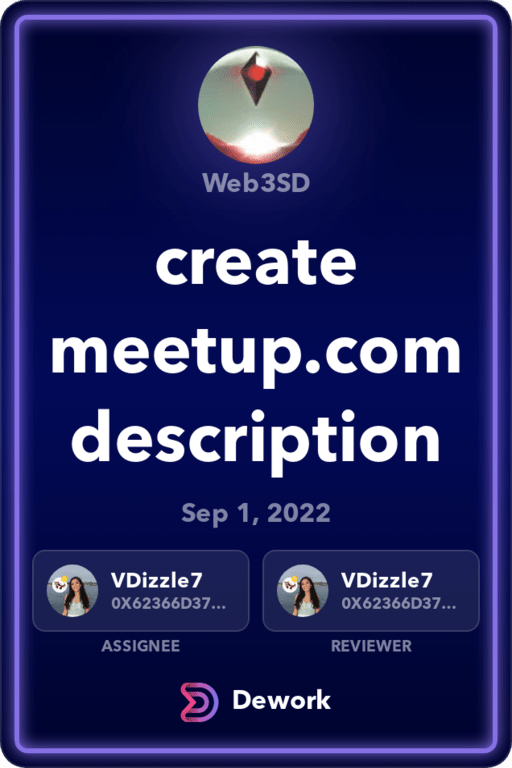 Web3SD
create
meetup.com
description
Sep 1, 2022
VDizzle7
0X62366D37...
ASSIGNEE
VDizzle7
0X62366D37...
REVIEWER
Dework